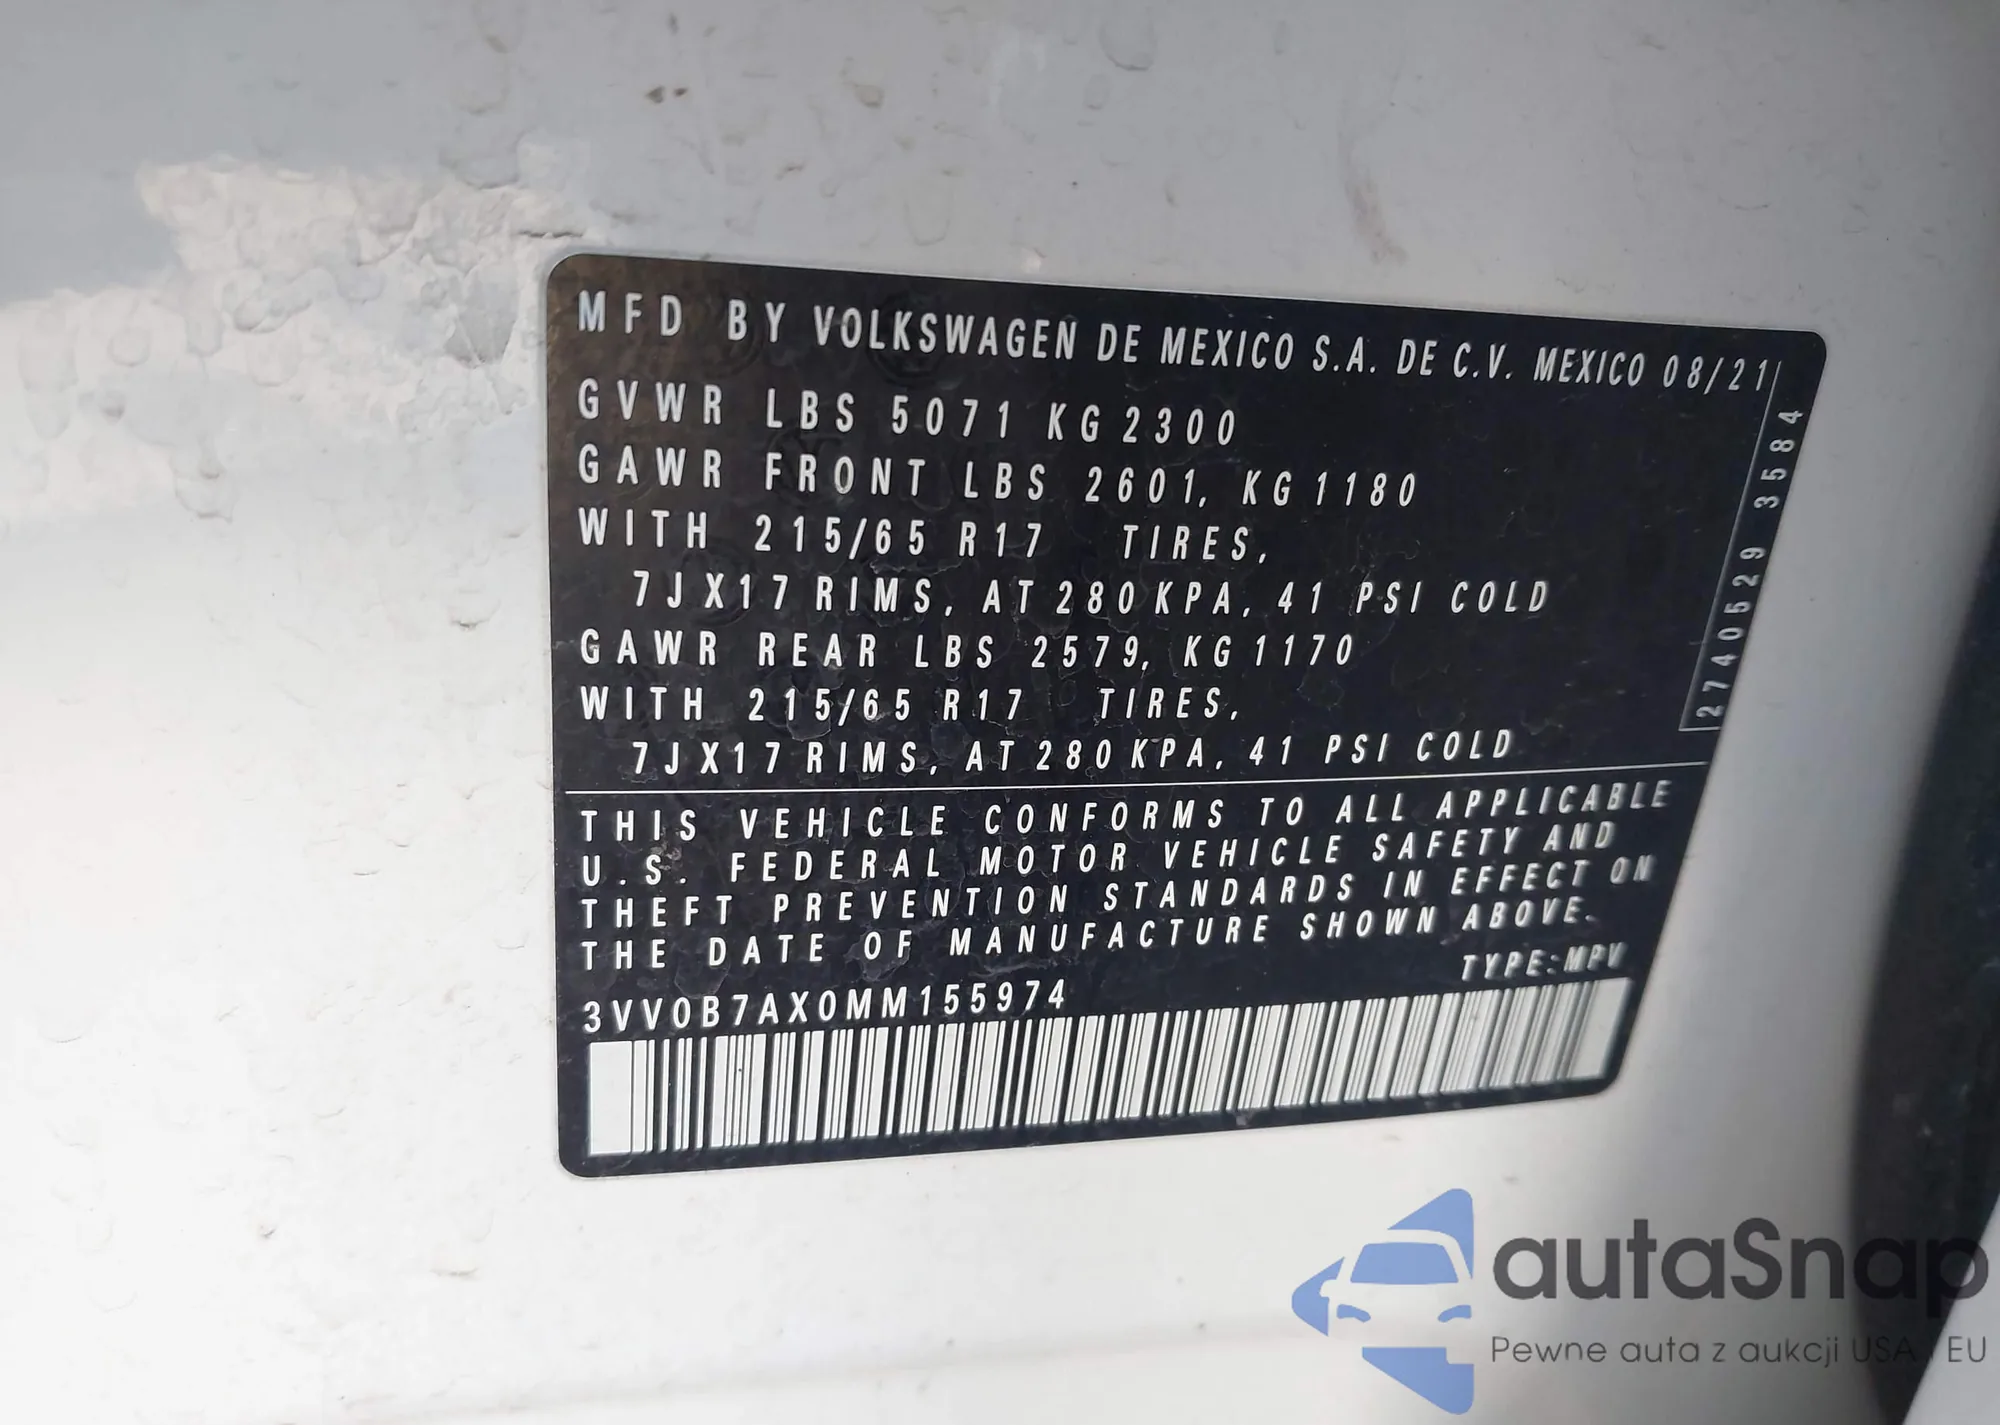 MFD BY VOLKSWAGEN DE MEXICO S.A. DE C.V. MEXICO 08/21
GVWR LBS 5071 KG 2300
GAWR FRONT LBS 2601, KG 1180
WITH 215/65 R17 TIRES,
7JX17 RIMS, AT 280 KPA, 41 PSI COLD
GAWR REAR LBS 2579, KG 1170
WITH 215/65 R17 TIRES,
7JX17 RIMS, AT 280 KPA, 41 PSI COLD
274 0529 3584
THIS VEHICLE CONFORMS TO ALL APPLICABLE
U.S. FEDERAL MOTOR VEHICLE SAFETY AND
THEFT PREVENTION STANDARDS IN EFFECT ON
THE DATE OF MANUFACTURE SHOWN ABOVE.
TYPE:MPV
3VV0B7AX0MM155974
autaSnap
Pewne auta z aukcji USA i EU